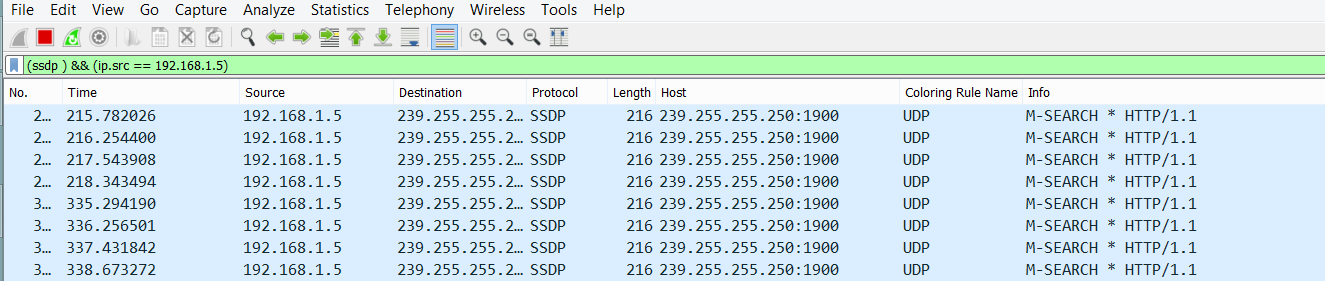 File Edit View Go Capture Analyze Statistics Telephony Wireless Tools Help
(ssdp ) && (ip.src == 192.168.1.5)
No. Time Source Destination Protocol Length Host Coloring Rule Name Info
2... 215.782026 192.168.1.5 239.255.255.2... SSDP 216 239.255.255.250:1900 UDP M-SEARCH * HTTP/1.1
2... 216.254400 192.168.1.5 239.255.255.2... SSDP 216 239.255.255.250:1900 UDP M-SEARCH * HTTP/1.1
2... 217.543908 192.168.1.5 239.255.255.2... SSDP 216 239.255.255.250:1900 UDP M-SEARCH * HTTP/1.1
2... 218.343494 192.168.1.5 239.255.255.2... SSDP 216 239.255.255.250:1900 UDP M-SEARCH * HTTP/1.1
3... 335.294190 192.168.1.5 239.255.255.2... SSDP 216 239.255.255.250:1900 UDP M-SEARCH * HTTP/1.1
3... 336.256501 192.168.1.5 239.255.255.2... SSDP 216 239.255.255.250:1900 UDP M-SEARCH * HTTP/1.1
3... 337.431842 192.168.1.5 239.255.255.2... SSDP 216 239.255.255.250:1900 UDP M-SEARCH * HTTP/1.1
3... 338.673272 192.168.1.5 239.255.255.2... SSDP 216 239.255.255.250:1900 UDP M-SEARCH * HTTP/1.1